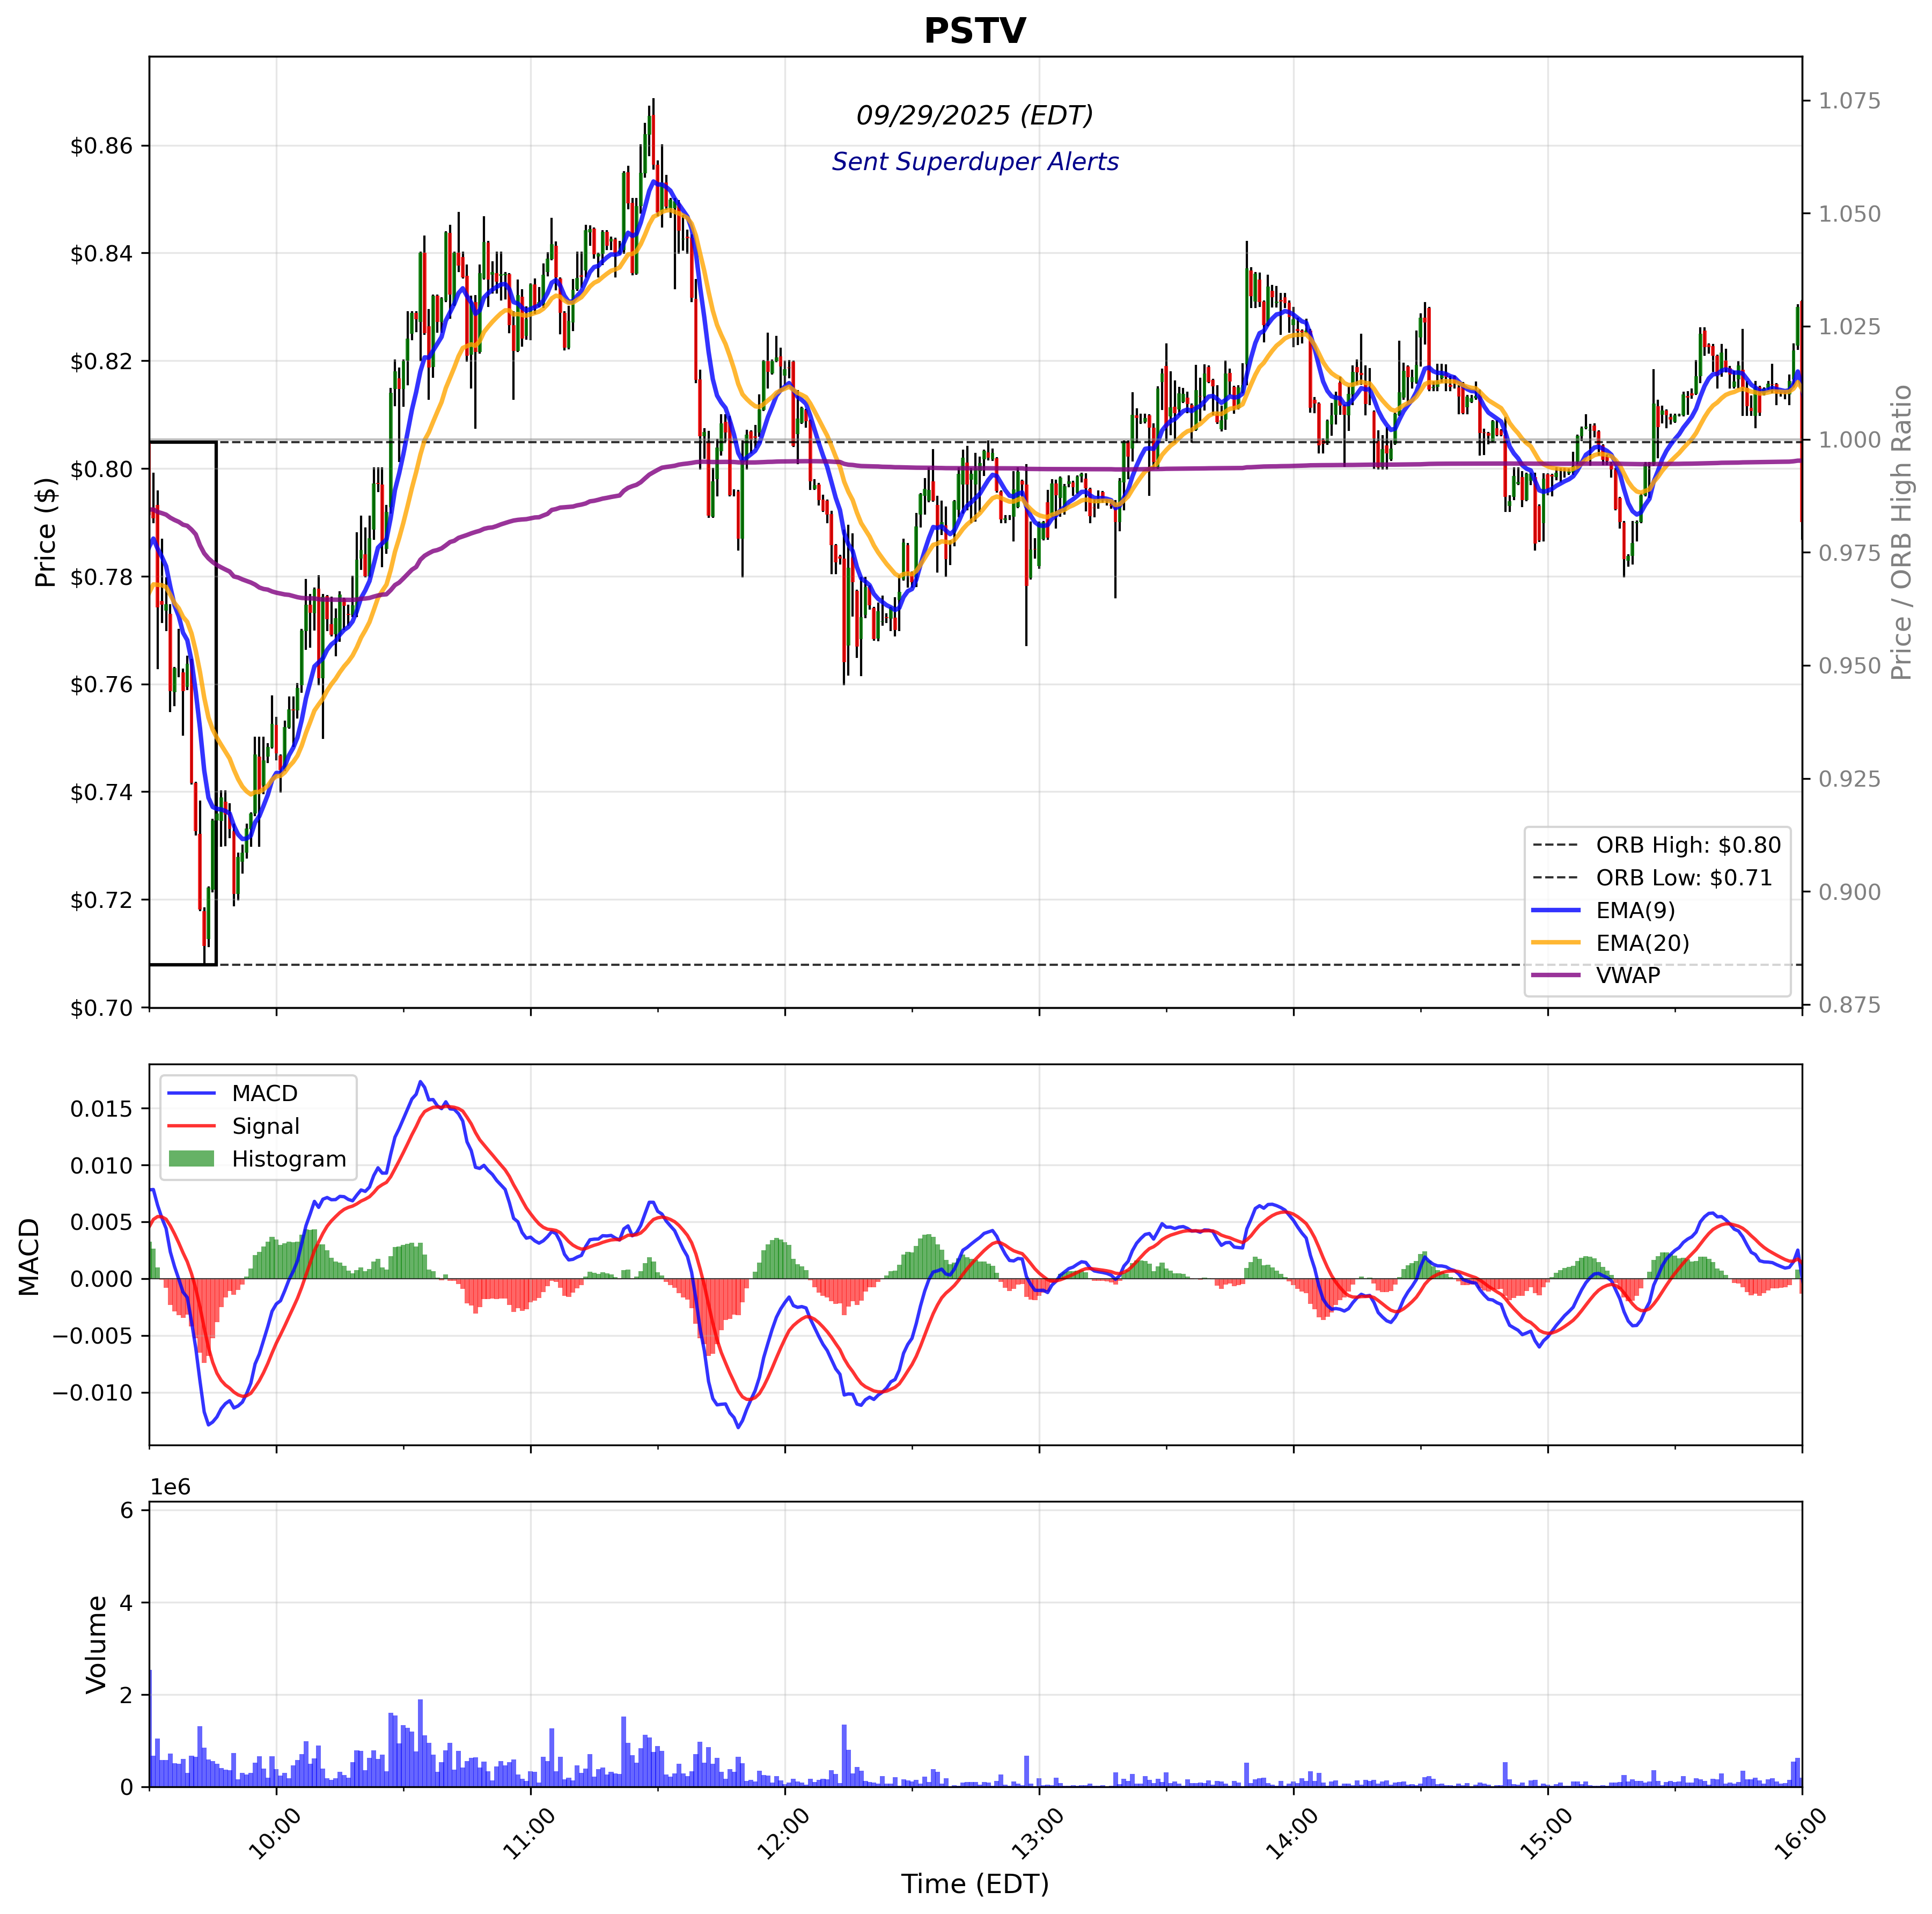 PSTV
09/29/2025 (EDT)
Sent Superduper Alerts
Price ($)
$0.86
$0.84
$0.82
$0.80
$0.78
$0.76
$0.74
$0.72
$0.70
Price / ORB High Ratio
1.075
1.050
1.025
1.000
0.975
0.950
0.925
0.900
0.875
ORB High: $0.80
ORB Low: $0.71
EMA(9)
EMA(20)
VWAP
MACD
0.015
0.010
0.005
0.000
−0.005
−0.010
MACD
Signal
Histogram
1e6
Volume
6
4
2
0
10:00
11:00
12:00
13:00
14:00
15:00
16:00
Time (EDT)